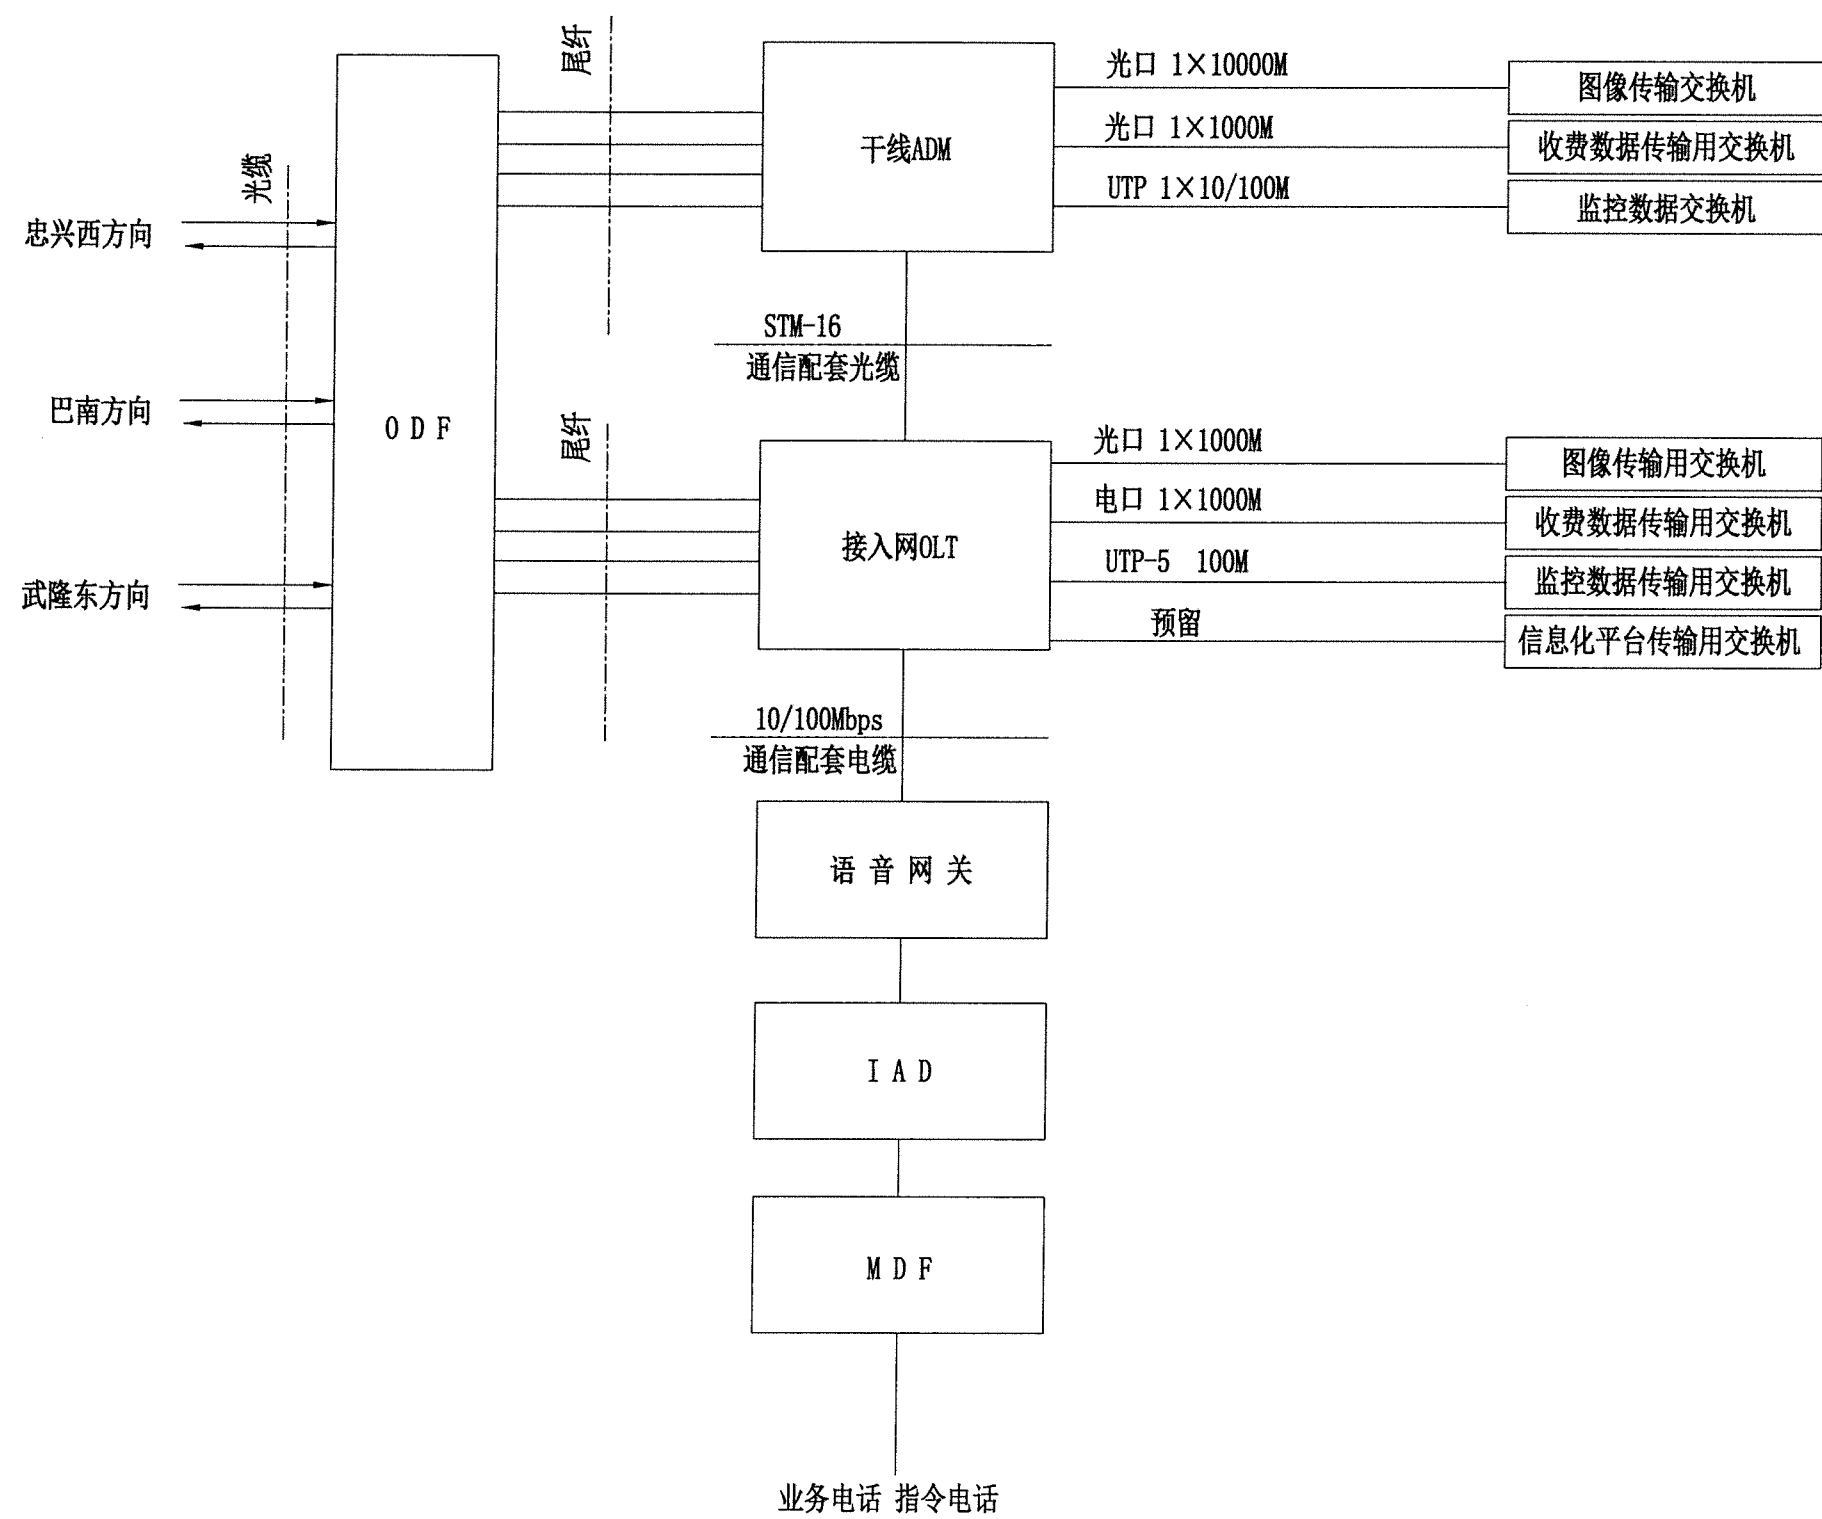 尾纤
光口 1×10000M
图像传输交换机
光口 1×1000M
收费数据传输用交换机
干线ADM
UTP 1×10/100M
监控数据交换机
光缆
忠兴西方向
STM-16
通信配套光缆
巴南方向
ODF
尾纤
光口 1×1000M
图像传输用交换机
电口 1×1000M
收费数据传输用交换机
接入网OLT
UTP-5 100M
监控数据传输用交换机
武隆东方向
预留
信息化平台传输用交换机
10/100Mbps
通信配套电缆
语音网关
IAD
MDF
业务电话 指令电话